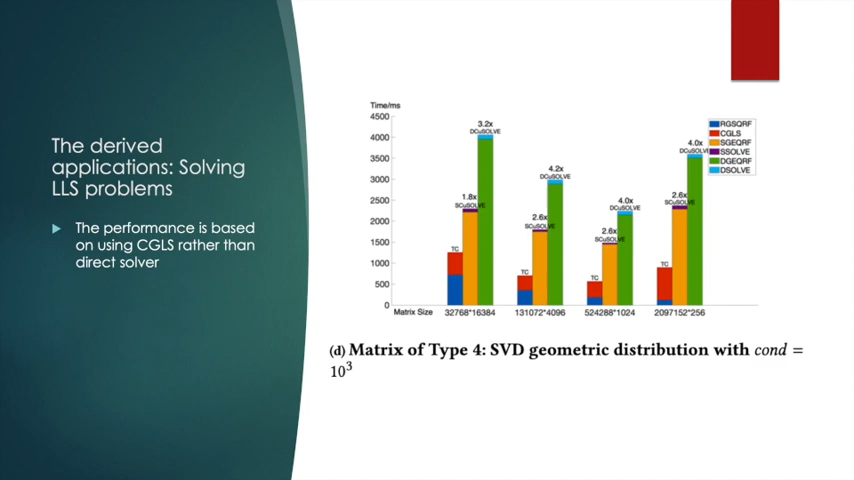 The derived
applications: Solving
LLS problems
The performance is based
on using CGLS rather than
direct solver
Time/ms
4500
4000
3500
3000
2500
2000
1500
1000
500
0
TC
1.8x
SCuSOLVE
3.2x
DCuSOLVE
TC
2.6x
SCuSOLVE
4.2x
DCuSOLVE
TC
2.6x
SCuSOLVE
4.0x
DCuSOLVE
TC
2.6x
SCuSOLVE
4.0x
DCuSOLVE
RGSQRF
CGLS
SGEQRF
SSOLVE
DGEQRF
DSOLVE
Matrix Size 32768*16384 131072*4096 524288*1024 2097152*256
(d) Matrix of Type 4: SVD geometric distribution with cond =
10³